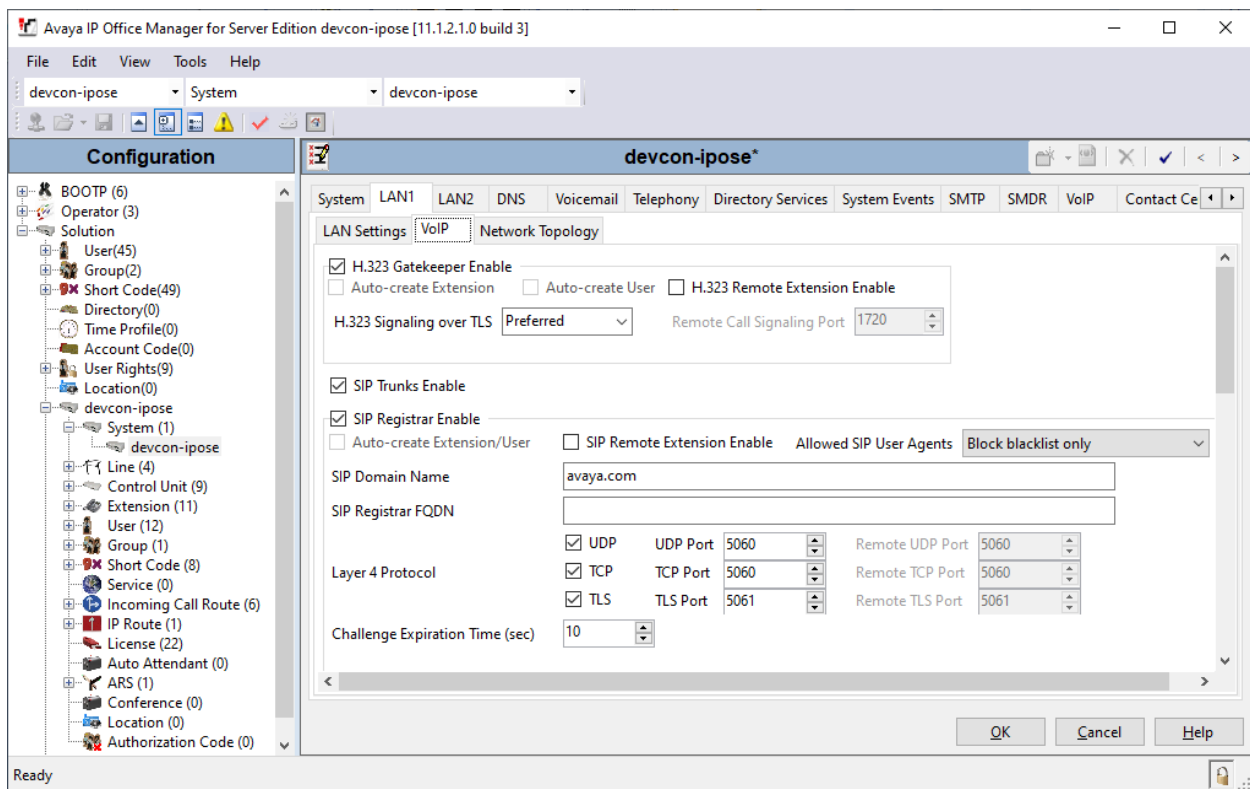 Avaya IP Office Manager for Server Edition devcon-ipose [11.1.2.1.0 build 3]
File Edit View Tools Help
devcon-ipose System devcon-ipose
Configuration
BOOTP (6)
Operator (3)
Solution
User(45)
Group(2)
Short Code(49)
Directory(0)
Time Profile(0)
Account Code(0)
User Rights(9)
Location(0)
devcon-ipose
System (1)
devcon-ipose
Line (4)
Control Unit (9)
Extension (11)
User (12)
Group (1)
Short Code (8)
Service (0)
Incoming Call Route (6)
IP Route (1)
License (22)
Auto Attendant (0)
ARS (1)
Conference (0)
Location (0)
Authorization Code (0)
devcon-ipose*
System LAN1 LAN2 DNS Voicemail Telephony Directory Services System Events SMTP SMDR VoIP Contact Ce
LAN Settings VoIP Network Topology
H.323 Gatekeeper Enable
Auto-create Extension Auto-create User H.323 Remote Extension Enable
H.323 Signaling over TLS Preferred Remote Call Signaling Port 1720
SIP Trunks Enable
SIP Registrar Enable
Auto-create Extension/User SIP Remote Extension Enable Allowed SIP User Agents Block blacklist only
SIP Domain Name avaya.com
SIP Registrar FQDN
UDP UDP Port 5060 Remote UDP Port 5060
Layer 4 Protocol TCP TCP Port 5060 Remote TCP Port 5060
TLS TLS Port 5061 Remote TLS Port 5061
Challenge Expiration Time (sec) 10
OK Cancel Help
Ready